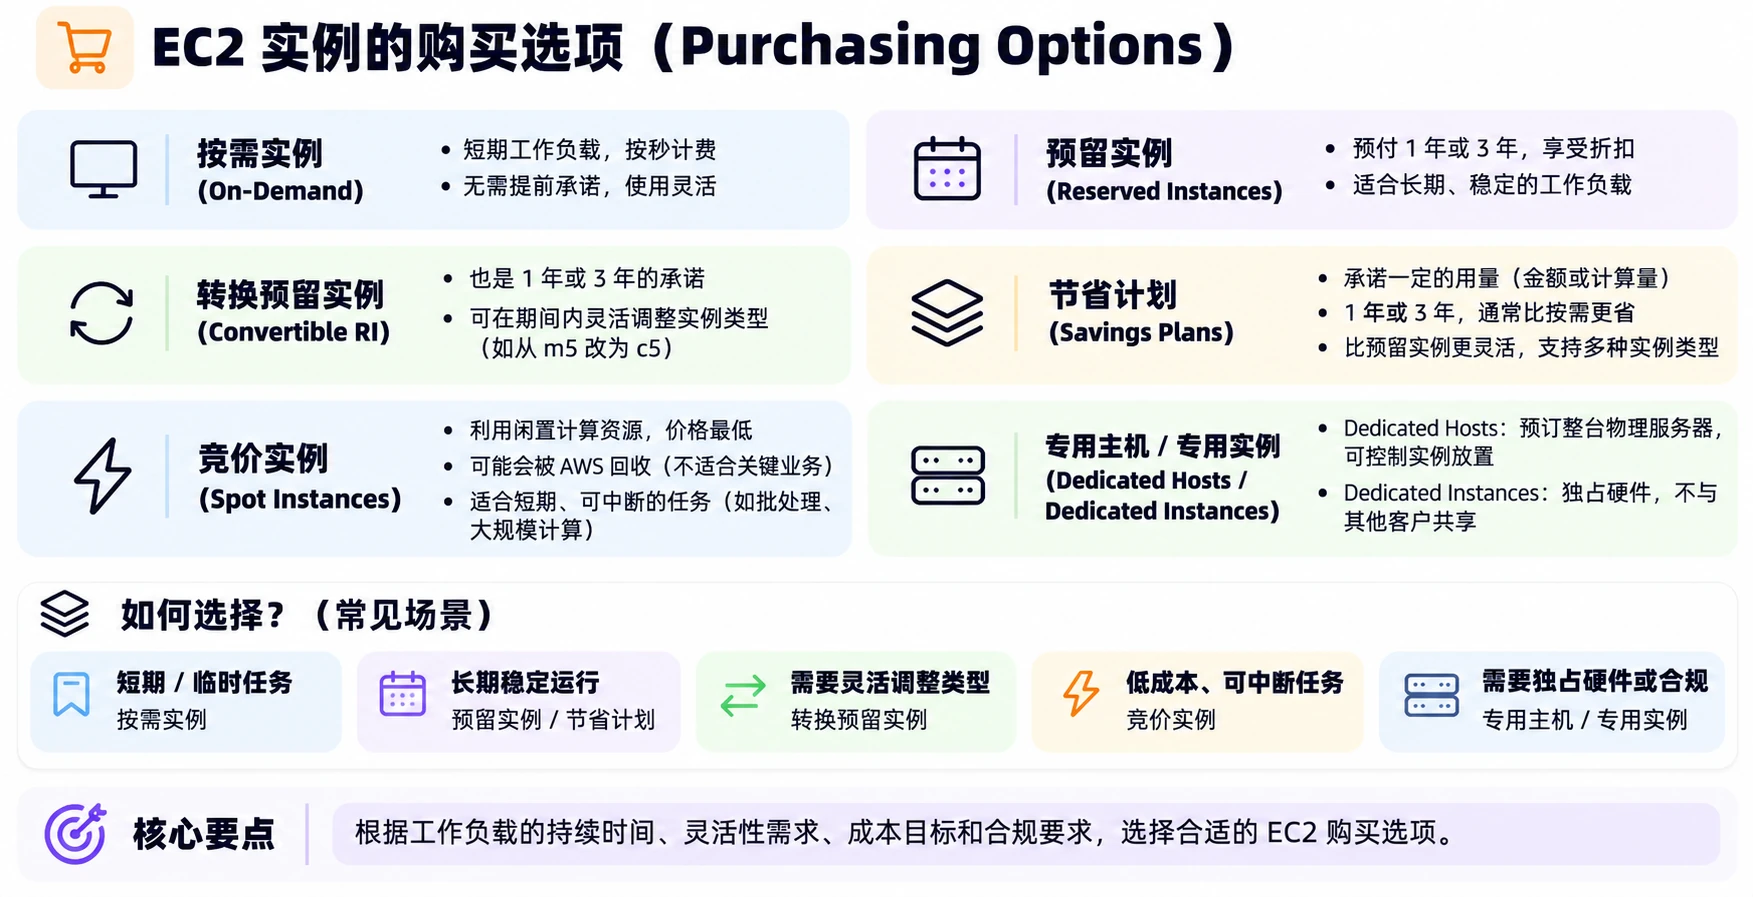 EC2 实例的购买选项（Purchasing Options）
按需实例
(On-Demand)
• 短期工作负载，按秒计费
• 无需提前承诺，使用灵活
预留实例
(Reserved Instances)
• 预付 1 年或 3 年，享受折扣
• 适合长期、稳定的工作负载
转换预留实例
(Convertible RI)
• 也是 1 年或 3 年的承诺
• 可在期间内灵活调整实例类型
（如从 m5 改为 c5）
节省计划
(Savings Plans)
• 承诺一定的用量（金额或计算量）
• 1 年或 3 年，通常比按需更省
• 比预留实例更灵活，支持多种实例类型
竞价实例
(Spot Instances)
• 利用闲置计算资源，价格最低
• 可能会被 AWS 回收（不适合关键业务）
• 适合短期、可中断的任务（如批处理、
大规模计算）
专用主机 / 专用实例
(Dedicated Hosts /
Dedicated Instances)
• Dedicated Hosts：预订整台物理服务器，
可控制实例放置
• Dedicated Instances：独占硬件，不与
其他客户共享
如何选择？（常见场景）
短期 / 临时任务
按需实例
长期稳定运行
预留实例 / 节省计划
需要灵活调整类型
转换预留实例
低成本、可中断任务
竞价实例
需要独占硬件或合规
专用主机 / 专用实例
核心要点
根据工作负载的持续时间、灵活性需求、成本目标和合规要求，选择合适的 EC2 购买选项。